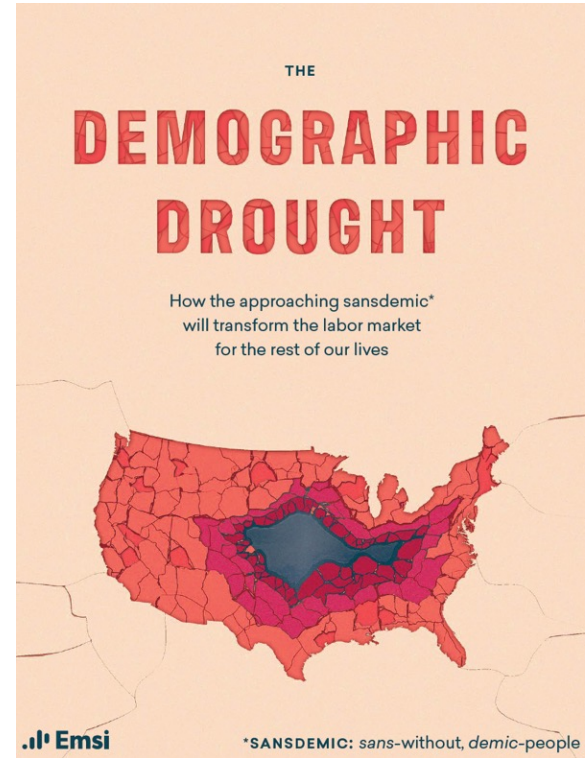 THE
DEMOGRAPHIC
DROUGHT
How the approaching sansdemic*
will transform the labor market
for the rest of our lives
Emsi
*SANSDEMIC: sans-without, demic-people